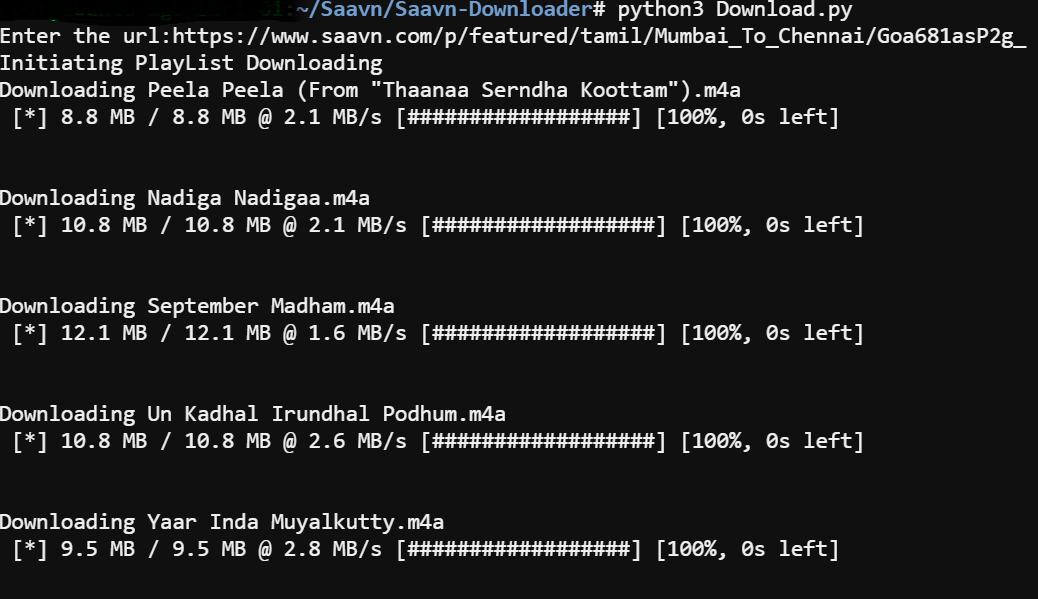 :~/Saavn/Saavn-Downloader# python3 Download.py
Enter the url:https://www.saavn.com/p/featured/tamil/Mumbai_To_Chennai/Goa681asP2g_
Initiating PlayList Downloading
Downloading Peela Peela (From "Thaanaa Serndha Koottam").m4a
[*] 8.8 MB / 8.8 MB @ 2.1 MB/s [##################] [100%, 0s left]
Downloading Nadiga Nadigaa.m4a
[*] 10.8 MB / 10.8 MB @ 2.1 MB/s [##################] [100%, 0s left]
Downloading September Madham.m4a
[*] 12.1 MB / 12.1 MB @ 1.6 MB/s [##################] [100%, 0s left]
Downloading Un Kadhal Irundhal Podhum.m4a
[*] 10.8 MB / 10.8 MB @ 2.6 MB/s [##################] [100%, 0s left]
Downloading Yaar Inda Muyalkutty.m4a
[*] 9.5 MB / 9.5 MB @ 2.8 MB/s [##################] [100%, 0s left]